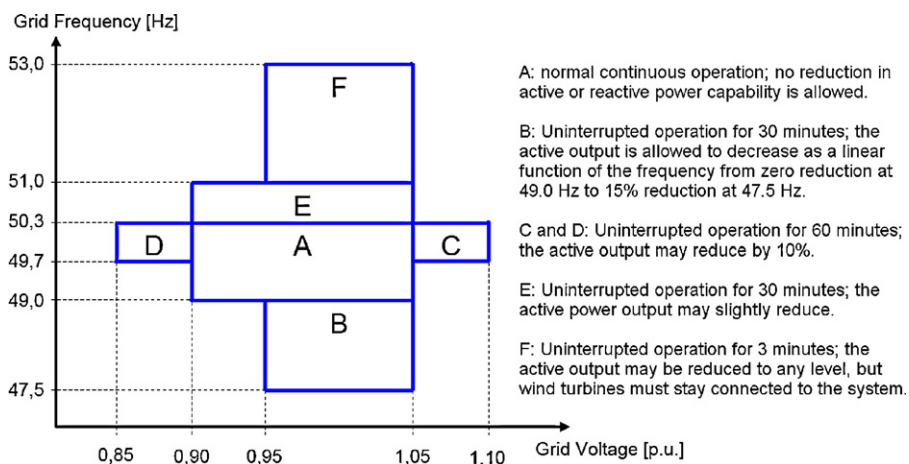 Grid Frequency [Hz]
53,0
F
51,0
E
50,3
D
A
C
49,7
49,0
B
47,5
0,85
0,90
0,95
1,05
1,10
Grid Voltage [p.u.]
A: normal continuous operation; no reduction in
active or reactive power capability is allowed.
B: Uninterrupted operation for 30 minutes; the
active output is allowed to decrease as a linear
function of the frequency from zero reduction at
49.0 Hz to 15% reduction at 47.5 Hz.
C and D: Uninterrupted operation for 60 minutes;
the active output may reduce by 10%.
E: Uninterrupted operation for 30 minutes; the
active power output may slightly reduce.
F: Uninterrupted operation for 3 minutes; the
active output may be reduced to any level, but
wind turbines must stay connected to the system.